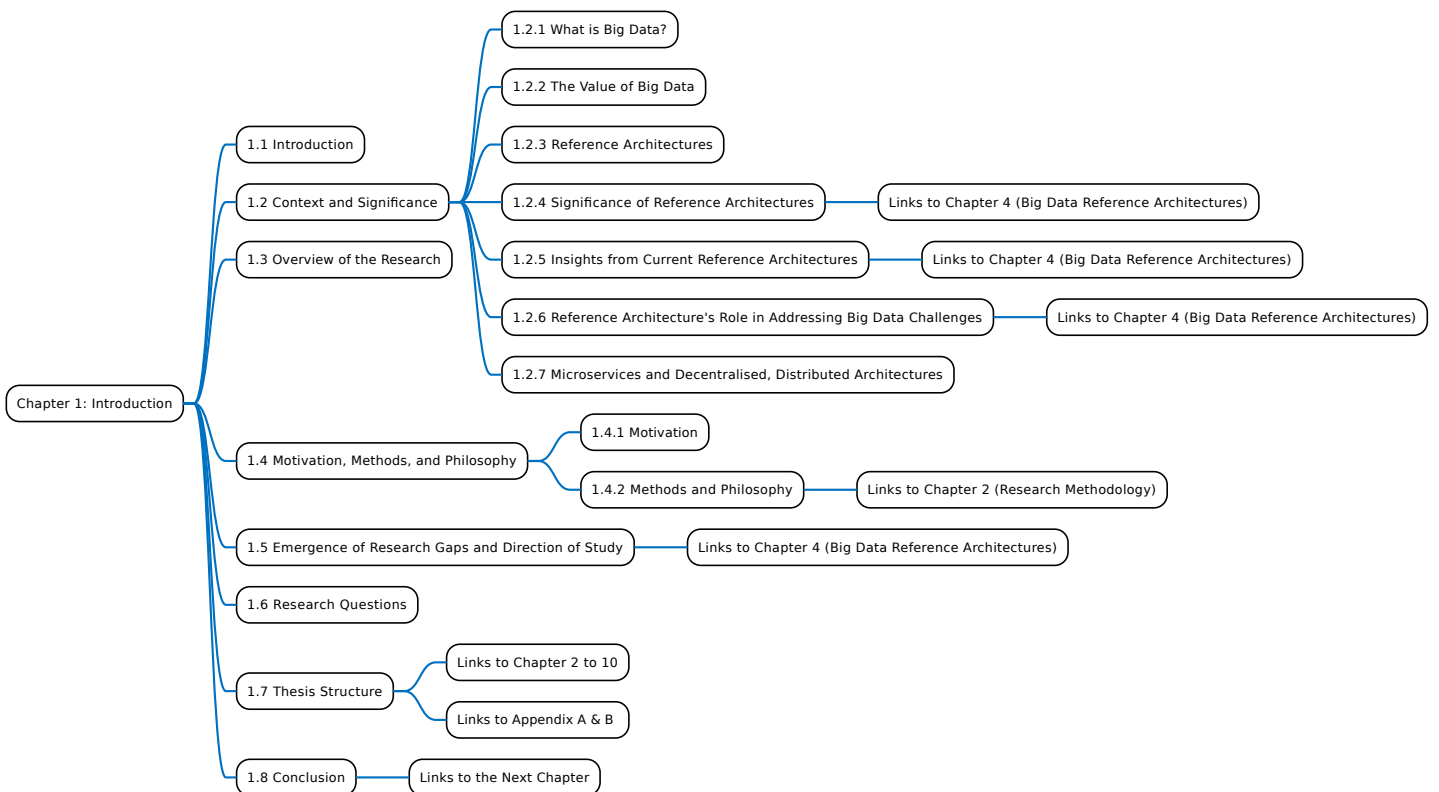 Chapter 1: Introduction
1.1 Introduction
1.2 Context and Significance
1.2.1 What is Big Data?
1.2.2 The Value of Big Data
1.2.3 Reference Architectures
1.2.4 Significance of Reference Architectures
Links to Chapter 4 (Big Data Reference Architectures)
1.2.5 Insights from Current Reference Architectures
Links to Chapter 4 (Big Data Reference Architectures)
1.2.6 Reference Architecture's Role in Addressing Big Data Challenges
Links to Chapter 4 (Big Data Reference Architectures)
1.2.7 Microservices and Decentralised, Distributed Architectures
1.3 Overview of the Research
1.4 Motivation, Methods, and Philosophy
1.4.1 Motivation
1.4.2 Methods and Philosophy
Links to Chapter 2 (Research Methodology)
1.5 Emergence of Research Gaps and Direction of Study
Links to Chapter 4 (Big Data Reference Architectures)
1.6 Research Questions
1.7 Thesis Structure
Links to Chapter 2 to 10
Links to Appendix A & B
1.8 Conclusion
Links to the Next Chapter